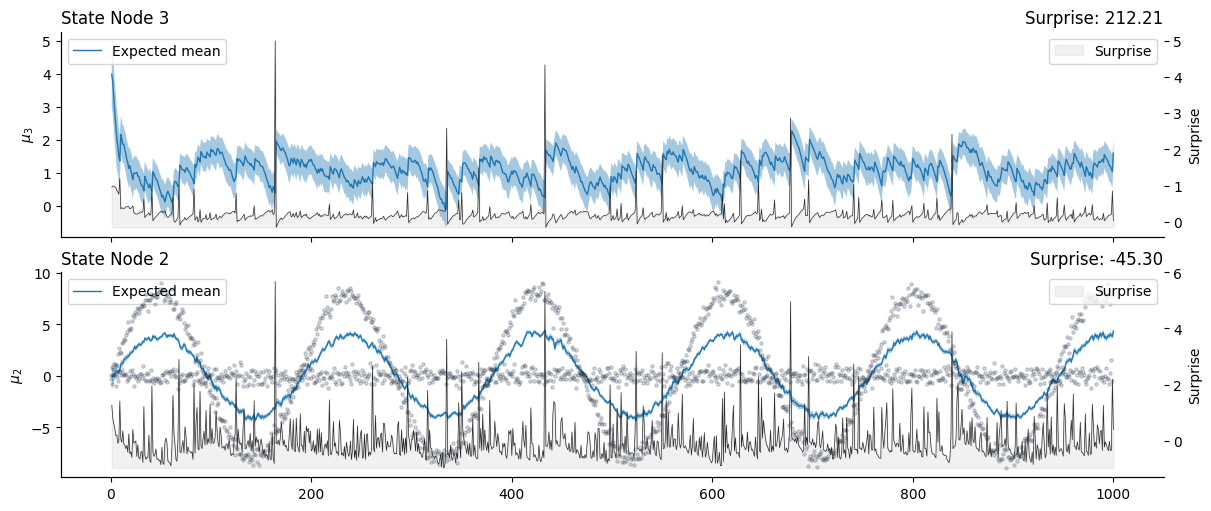 State Node 3
Surprise: 212.21
Expected mean
Surprise
5
4
3
2
1
0
μ3
5
4
3
2
1
0
Surprise
State Node 2
Surprise: -45.30
Expected mean
Surprise
10
5
0
−5
μ2
6
4
2
0
Surprise
0
200
400
600
800
1000